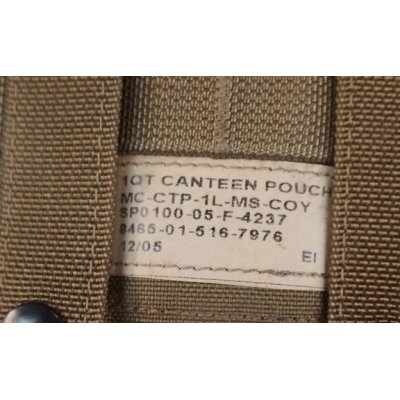 1QT CANTEEN POUCH
MC-CTP-1L-MS-COY
SP0100-05-F-4237
8465-01-516-7976
12/05 EI